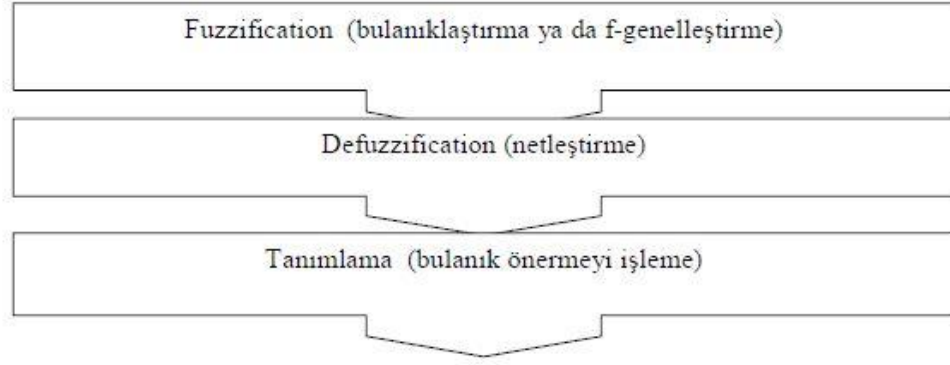 Fuzzification (bulanıklaştırma ya da f-genelleştirme)
Defuzzification (netleştirme)
Tanımlama (bulanık önermeyi işleme)